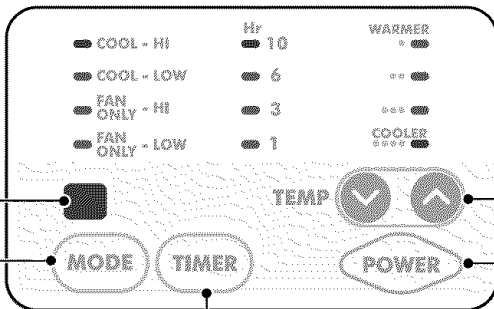 COOL - HI
COOL - LOW
FAN ONLY - HI
FAN ONLY - LOW
Hr
10
6
3
1
WARMER
*
**
***
COOLER
****
TEMP
MODE
TIMER
POWER